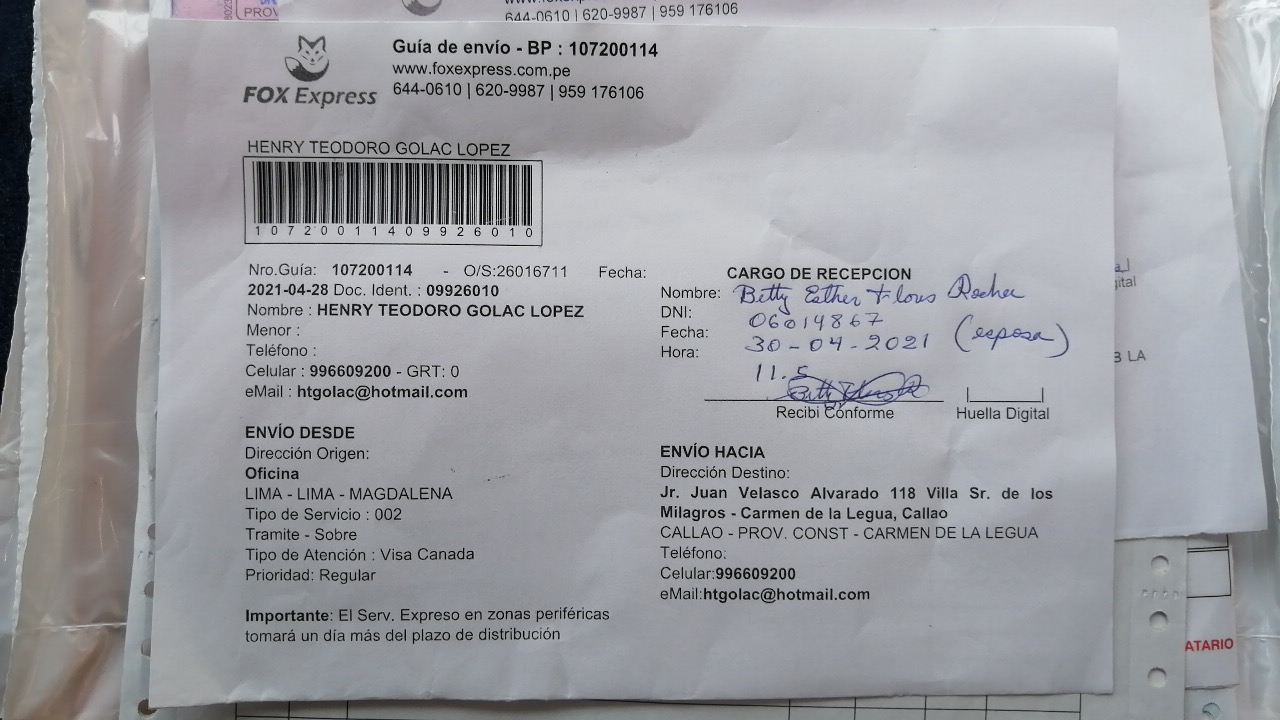 PROV
644-0610 | 620-9987 | 959 176106
FOX Express
Guía de envío - BP : 107200114
www.foxexpress.com.pe
644-0610 | 620-9987 | 959 176106
HENRY TEODORO GOLAC LOPEZ
10720011409926010
Nro.Guía: 107200114 - O/S:26016711 Fecha:
2021-04-28 Doc. Ident. : 09926010
Nombre : HENRY TEODORO GOLAC LOPEZ
Menor :
Teléfono :
Celular : 996609200 - GRT: 0
eMail : htgolac@hotmail.com
CARGO DE RECEPCION
Nombre: Betty Esther Flores
DNI: 06014867
Fecha: 30-04-2021 (esposa)
Hora: 11.5
Recibi Conforme
Huella Digital
ENVÍO DESDE
Dirección Origen:
Oficina
LIMA - LIMA - MAGDALENA
Tipo de Servicio : 002
Tramite - Sobre
Tipo de Atención : Visa Canada
Prioridad: Regular
Importante: El Serv. Expreso en zonas periféricas
tomará un día más del plazo de distribución
ENVÍO HACIA
Dirección Destino:
Jr. Juan Velasco Alvarado 118 Villa Sr. de los
Milagros - Carmen de la Legua, Callao
CALLAO - PROV. CONST - CARMEN DE LA LEGUA
Teléfono:
Celular:996609200
eMail:htgolac@hotmail.com
gital
B LA
ATARIO